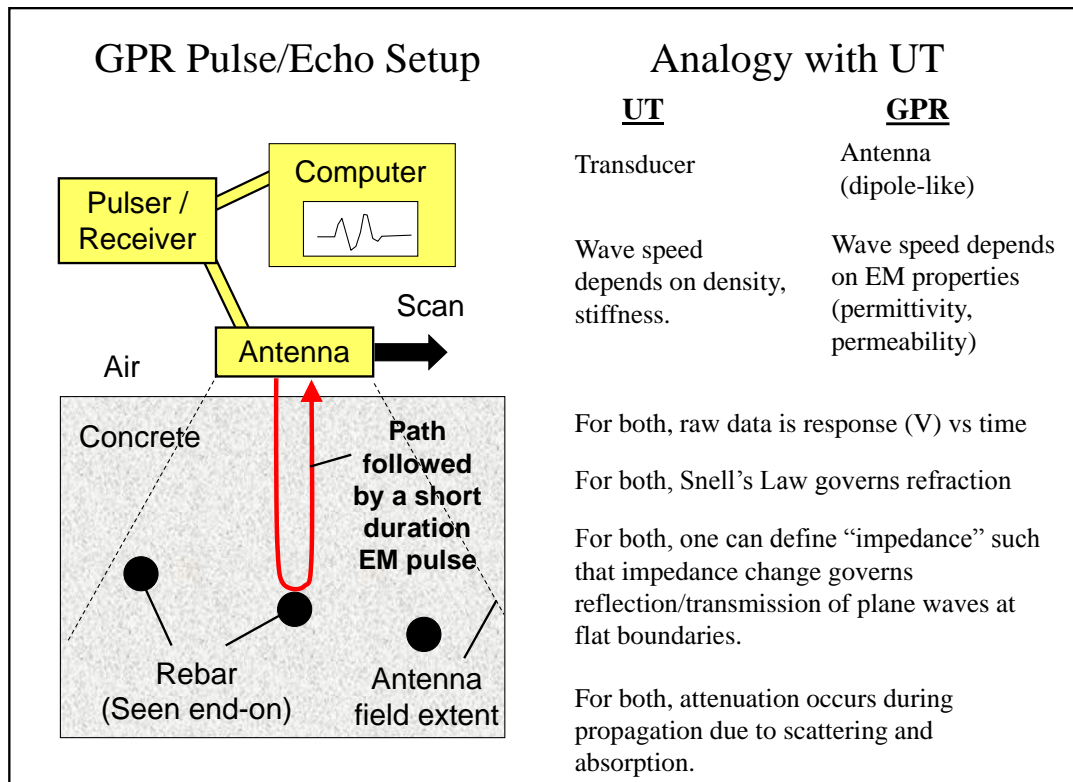 GPR Pulse/Echo Setup
Computer
Pulser /
Receiver
Scan
Antenna
Air
Concrete
Path
followed
by a short
duration
EM pulse
Rebar
(Seen end-on)
Antenna
field extent
Analogy with UT
UT
GPR
Transducer
Antenna
(dipole-like)
Wave speed
depends on density,
stiffness.
Wave speed depends
on EM properties
(permittivity,
permeability)
For both, raw data is response (V) vs time
For both, Snell’s Law governs refraction
For both, one can define “impedance” such
that impedance change governs
reflection/transmission of plane waves at
flat boundaries.
For both, attenuation occurs during
propagation due to scattering and
absorption.